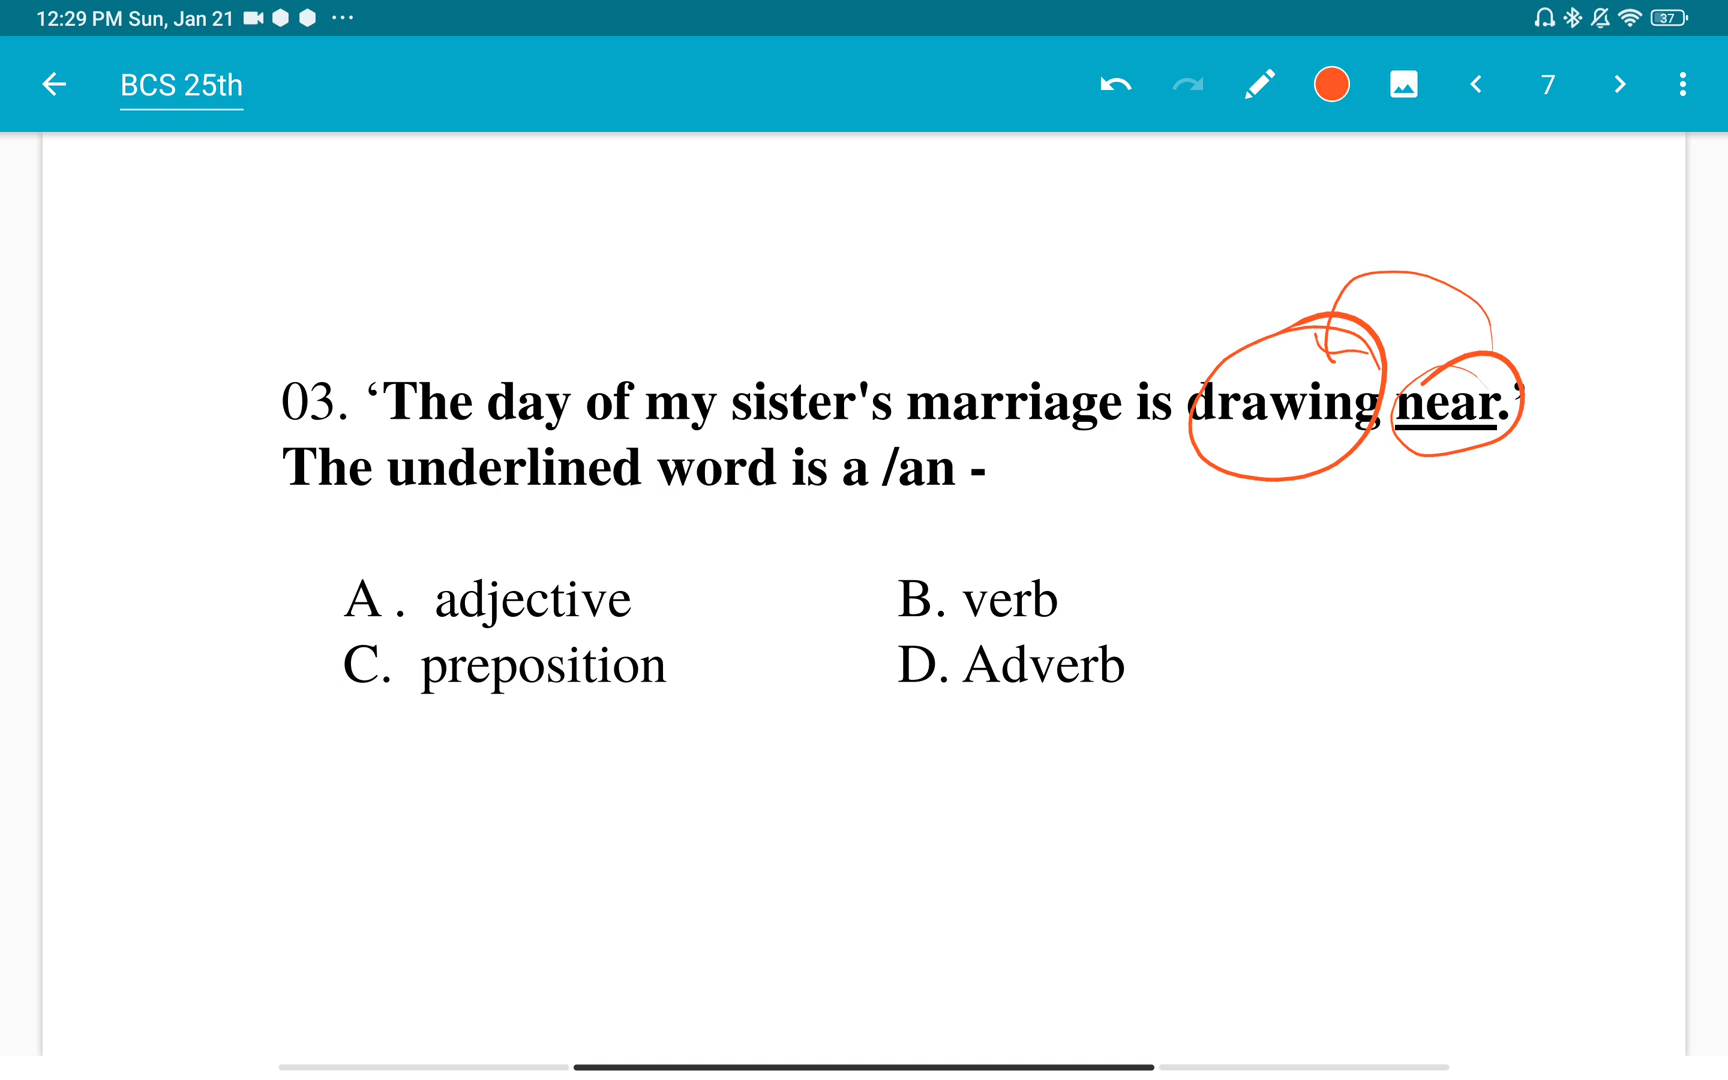 12:29 PM Sun, Jan 21 37
BCS 25th 7
03. ‘The day of my sister's marriage is drawing near.’
The underlined word is a /an -
A . adjective B. verb
C. preposition D. Adverb